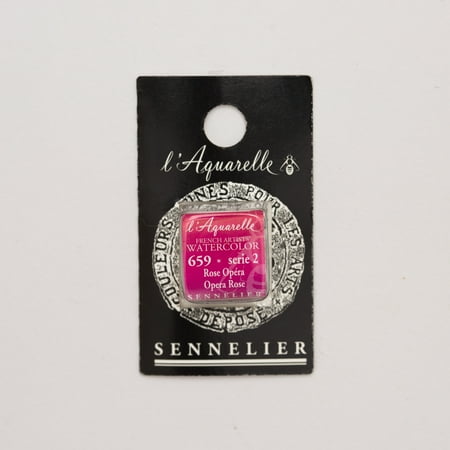 l'Aquarelle
COULEURS FINES POUR LES ARTS
l'Aquarelle
FRENCH ARTISTS'
WATERCOLOR
659 • serie 2
Rose Opéra
Opera Rose
SENNELIER
DÉPOSÉ
SENNELIER